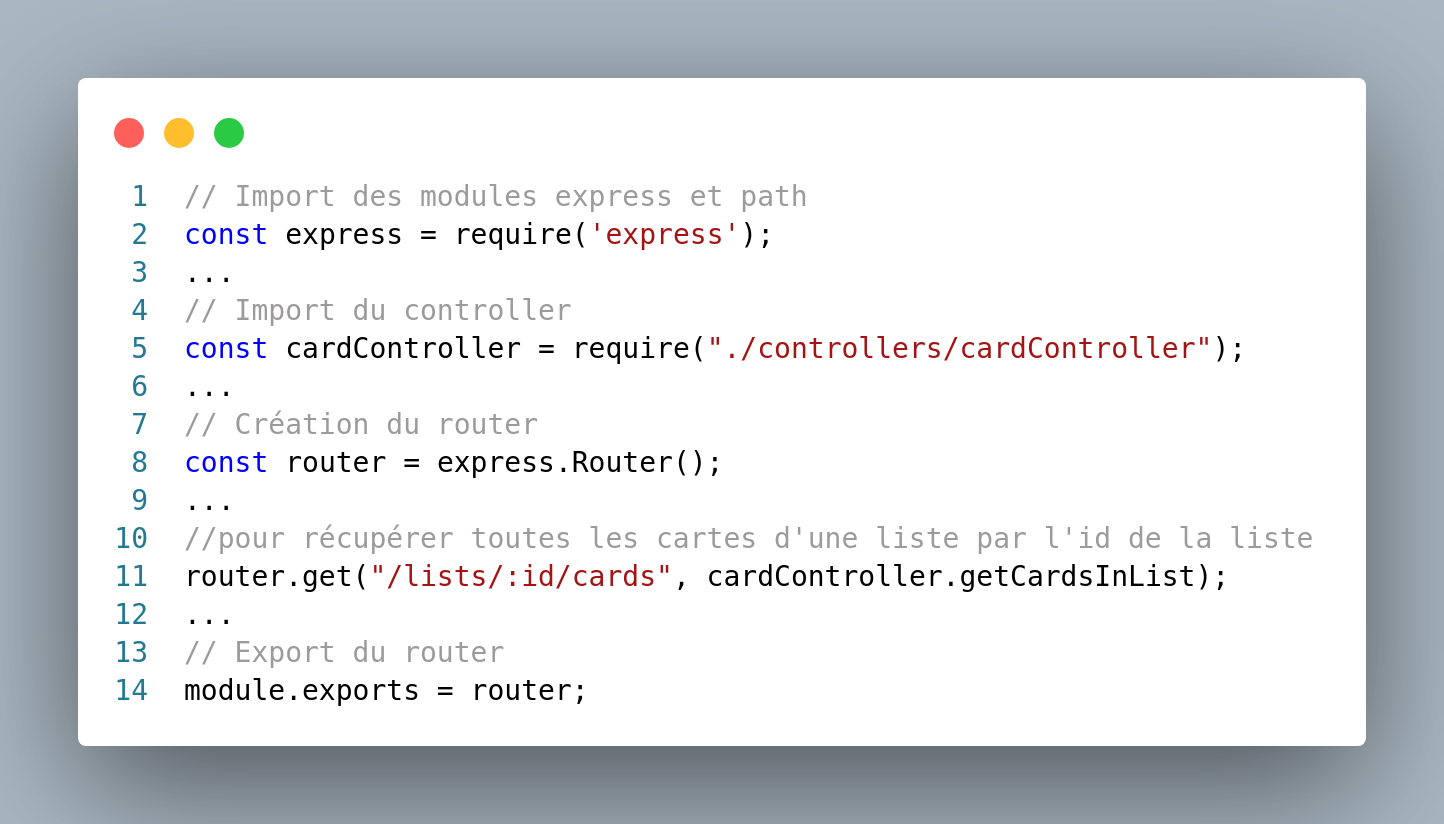 1 // Import des modules express et path
2 const express = require('express');
3 ...
4 // Import du controller
5 const cardController = require("./controllers/cardController");
6 ...
7 // Création du router
8 const router = express.Router();
9 ...
10 //pour récupérer toutes les cartes d'une liste par l'id de la liste
11 router.get("/lists/:id/cards", cardController.getCardsInList);
12 ...
13 // Export du router
14 module.exports = router;